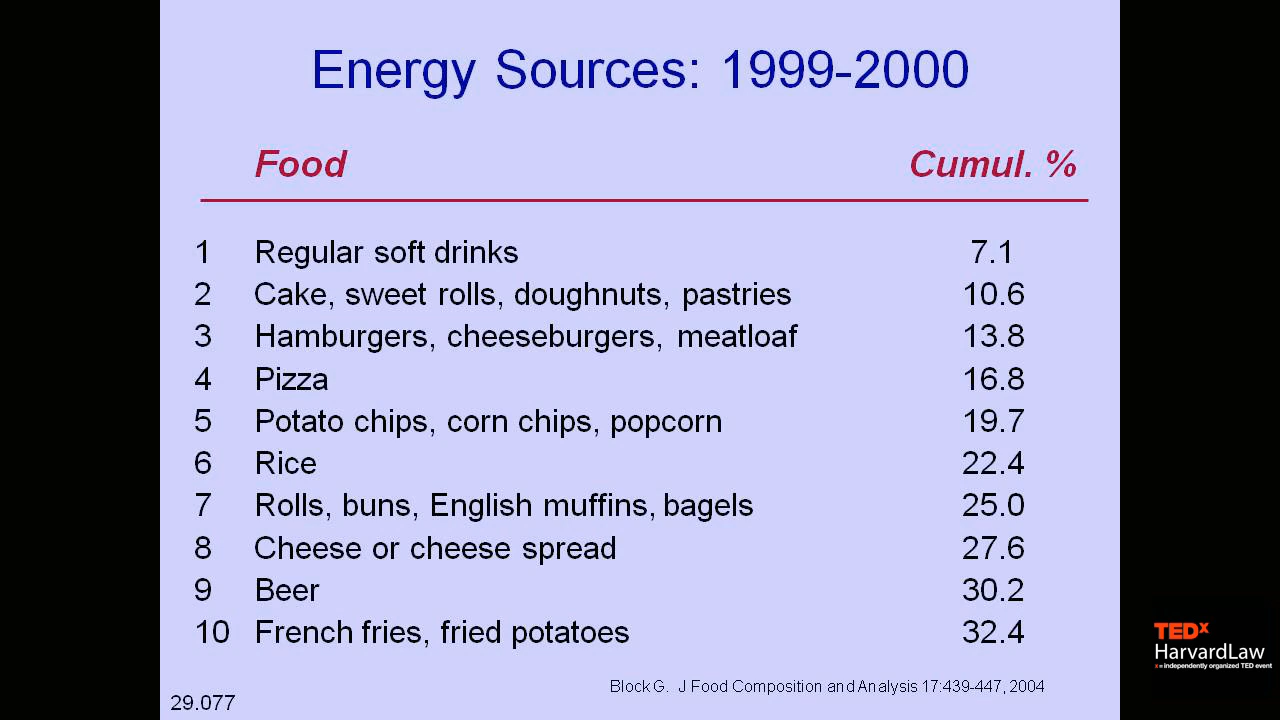 Energy Sources: 1999-2000
Food Cumul. %
1 Regular soft drinks 7.1
2 Cake, sweet rolls, doughnuts, pastries 10.6
3 Hamburgers, cheeseburgers, meatloaf 13.8
4 Pizza 16.8
5 Potato chips, corn chips, popcorn 19.7
6 Rice 22.4
7 Rolls, buns, English muffins, bagels 25.0
8 Cheese or cheese spread 27.6
9 Beer 30.2
10 French fries, fried potatoes 32.4
Block G. J Food Composition and Analysis 17:439-447, 2004
29.077
TEDx
HarvardLaw
x = independently organized TED event